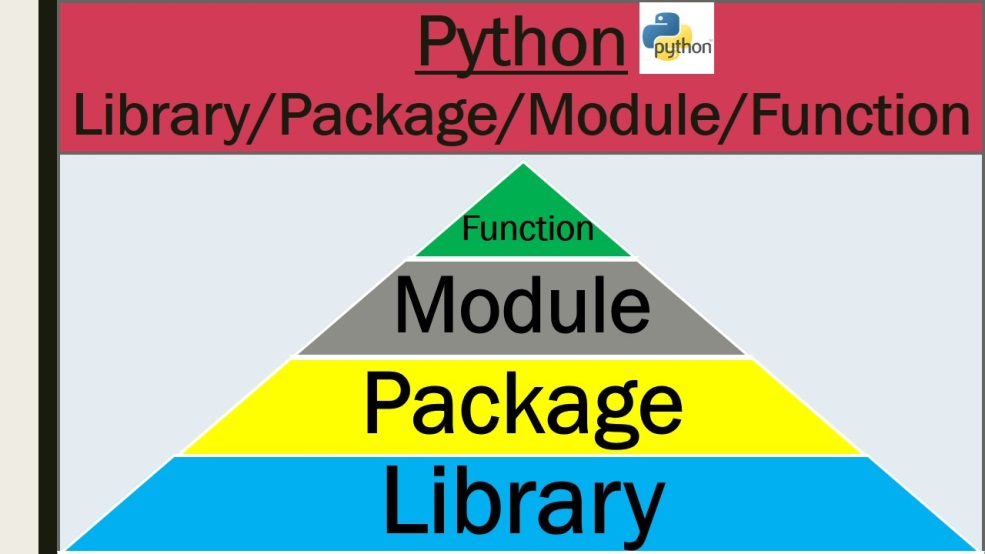 Python
python
Library/Package/Module/Function
Function
Module
Package
Library